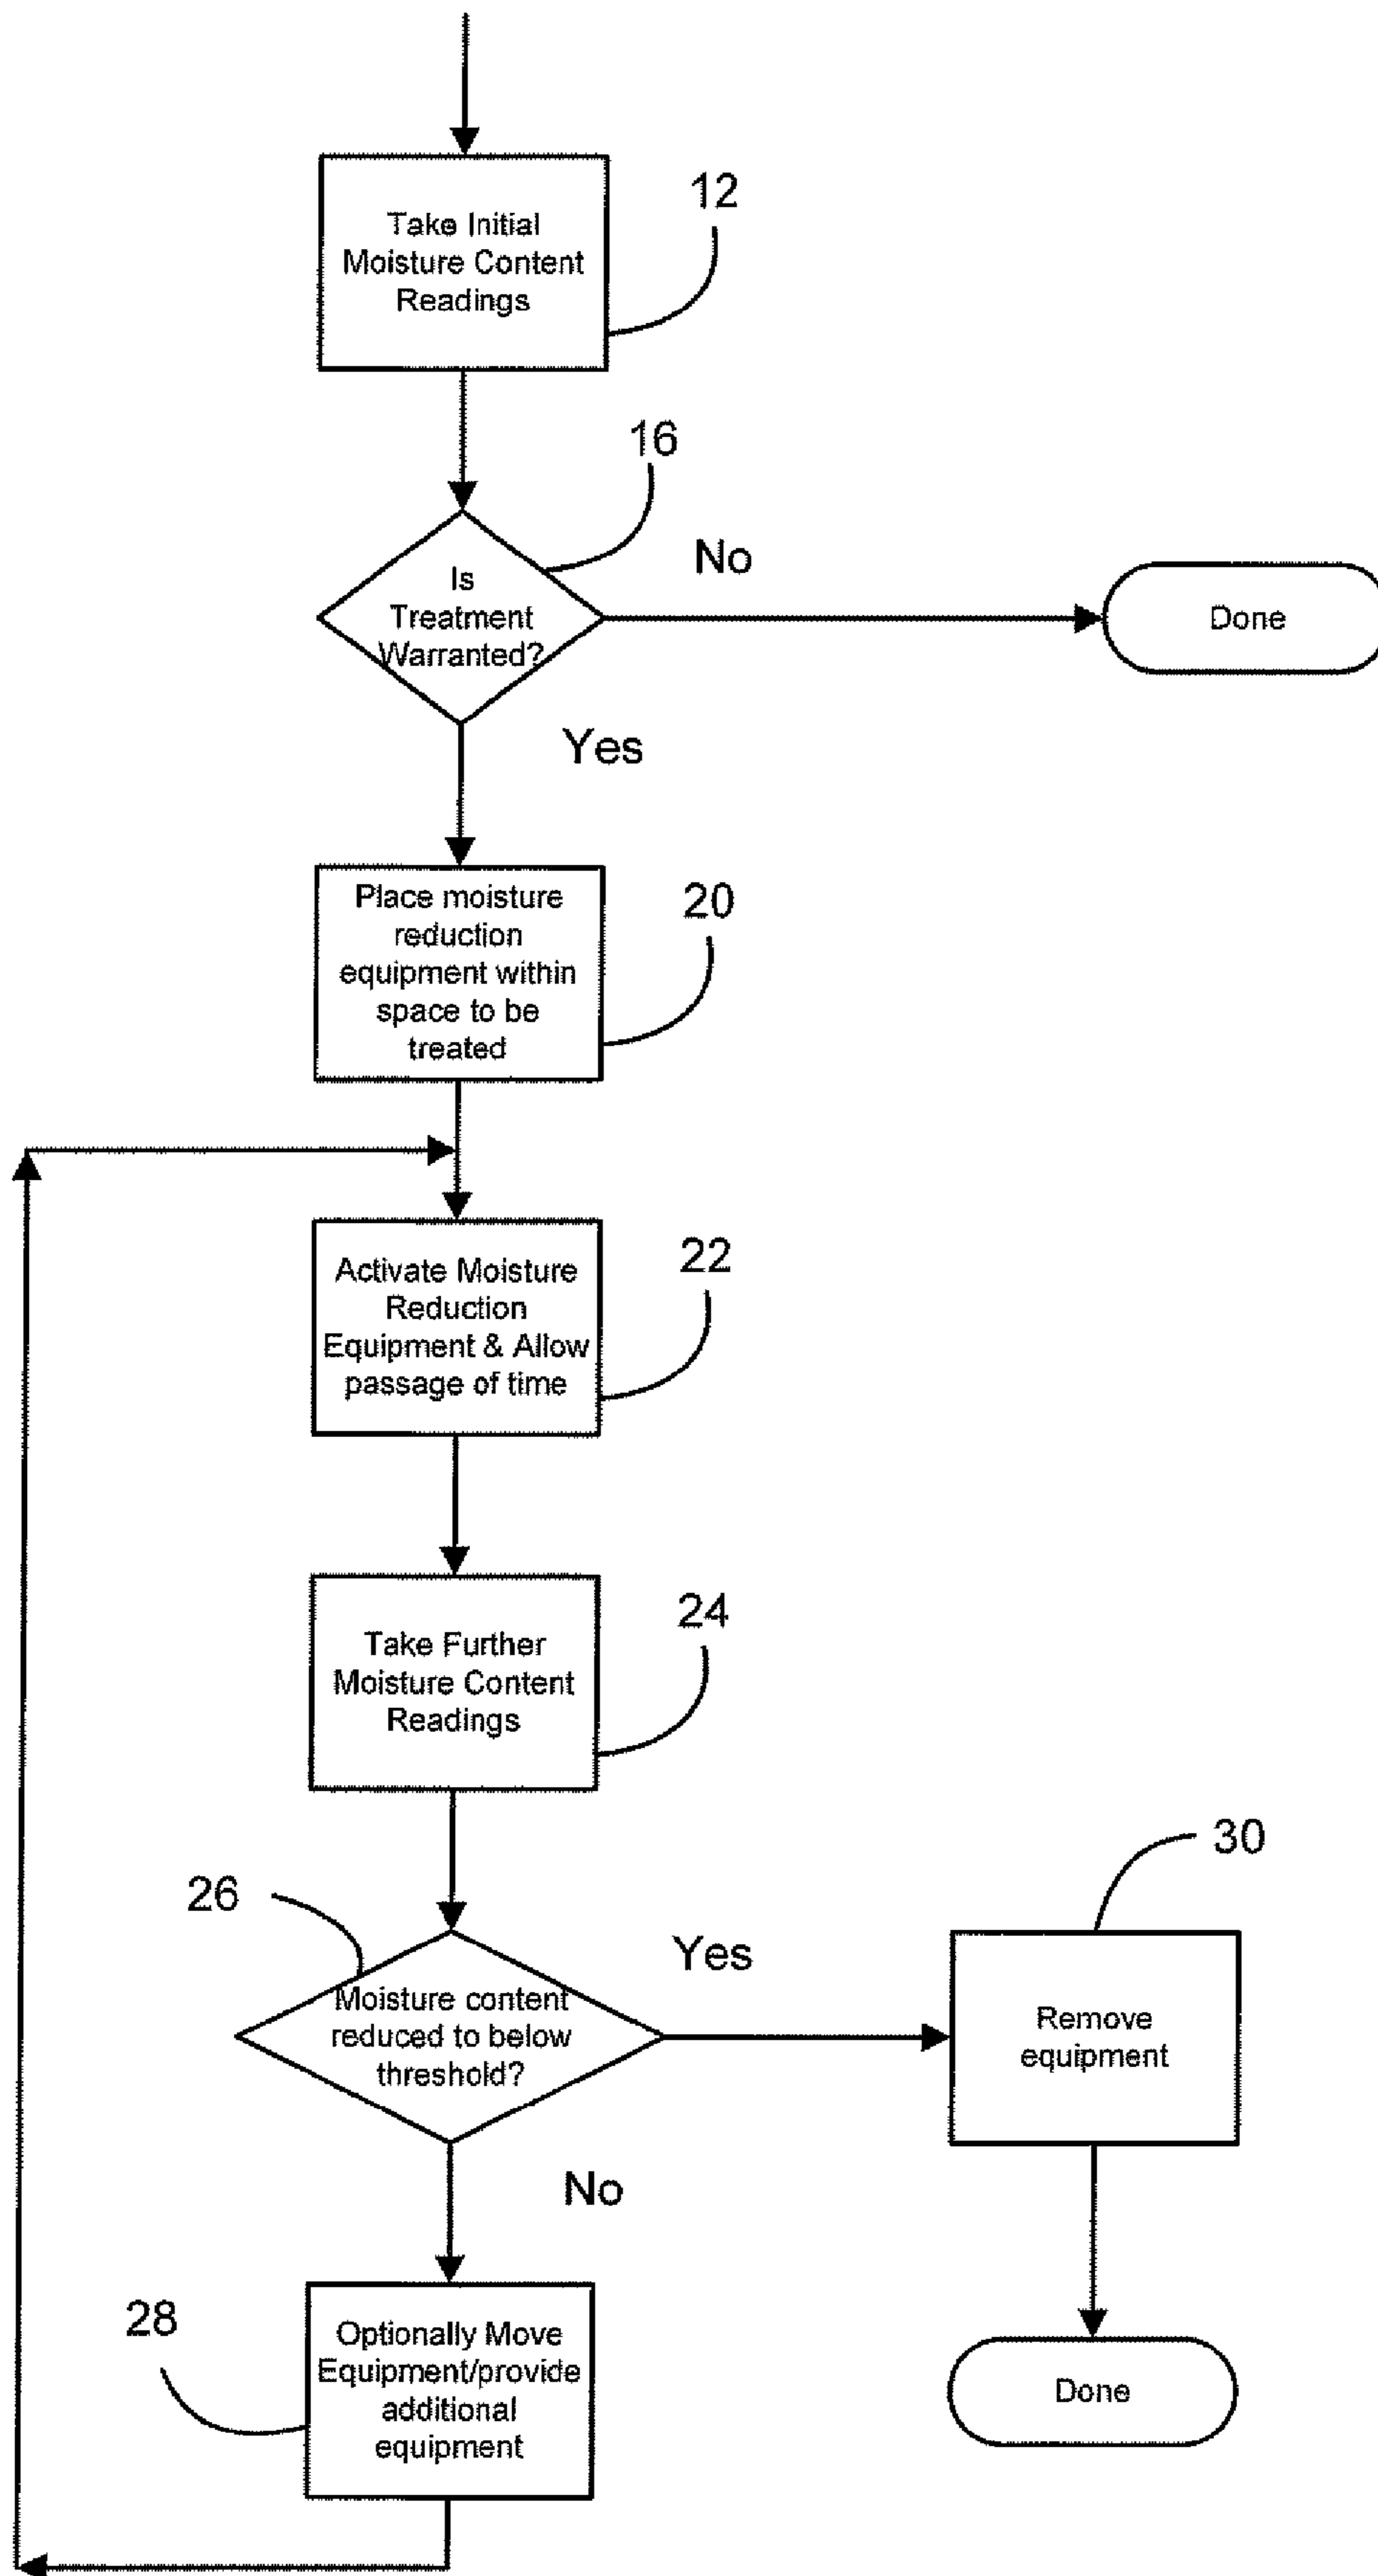 Take Initial
Moisture Content
Readings
12
16
Is
Treatment
Warranted?
No
Done
Yes
Place moisture
reduction
equipment within
space to be
treated
20
Activate Moisture
Reduction
Equipment & Allow
passage of time
22
Take Further
Moisture Content
Readings
24
26
Moisture content
reduced to below
threshold?
Yes
30
Remove
equipment
No
28
Optionally Move
Equipment/provide
additional
equipment
Done